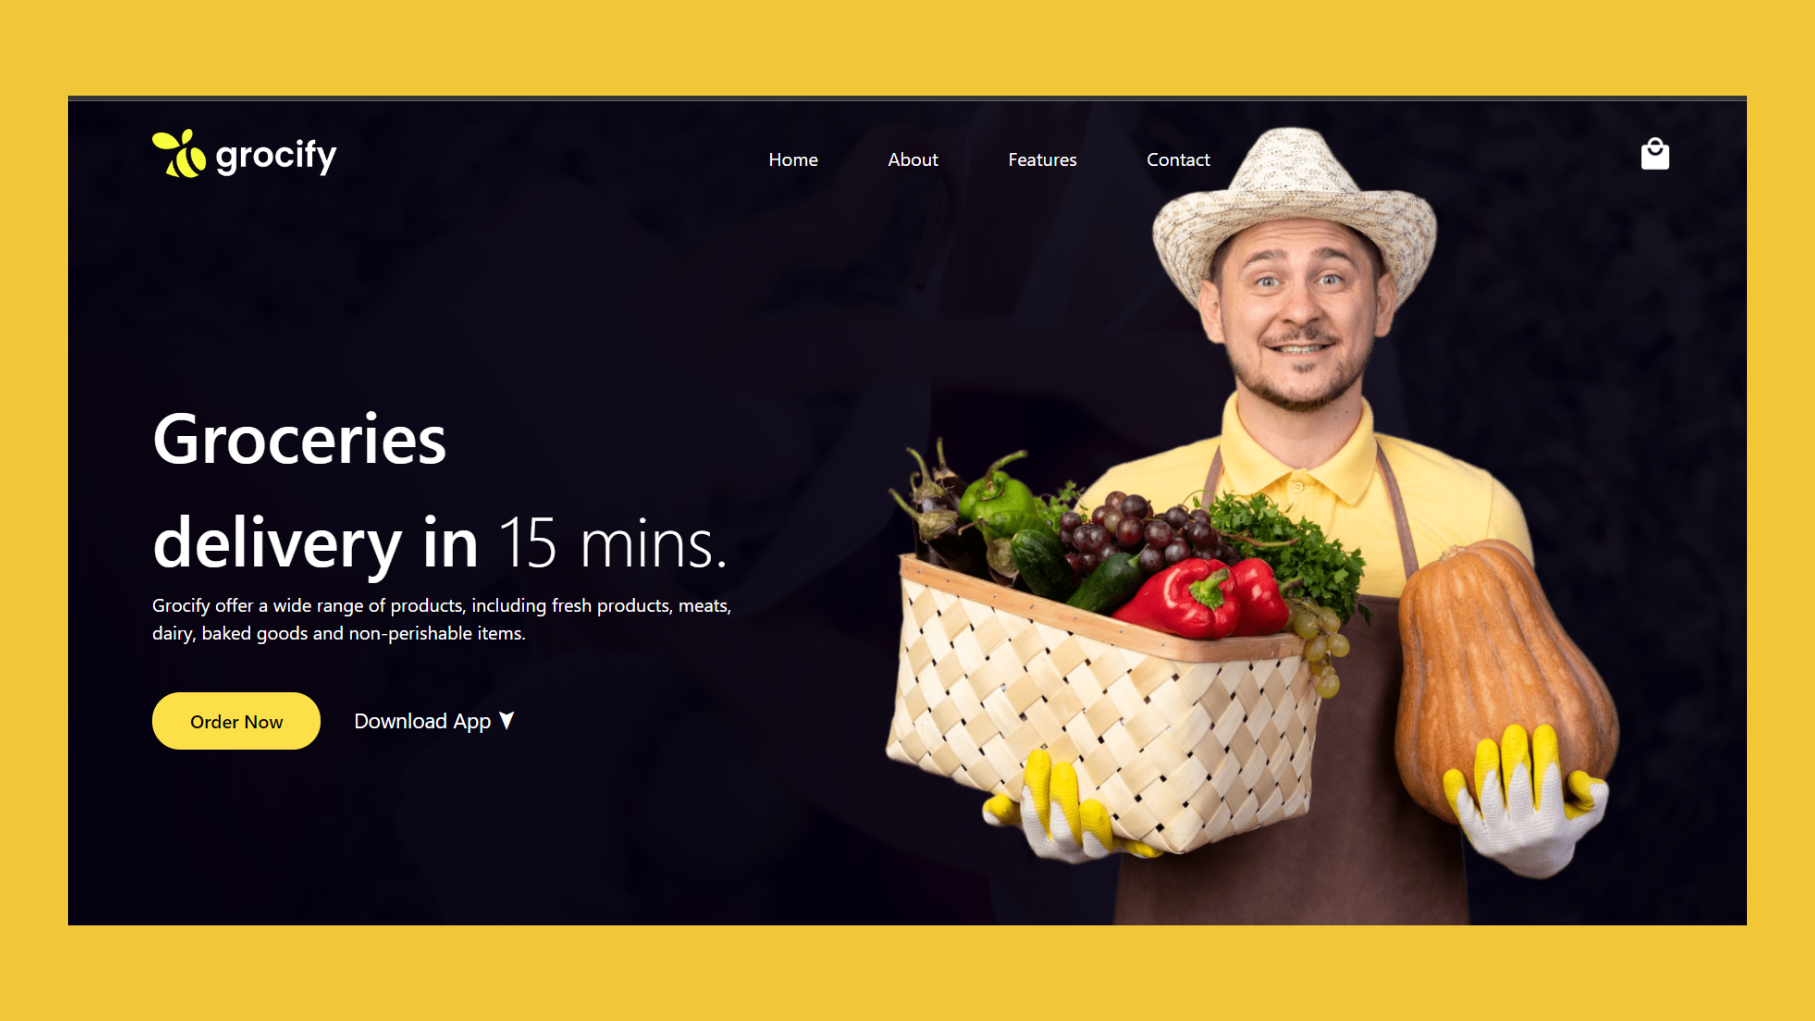 grocify
Home About Features Contact
Groceries
delivery in 15 mins.
Grocify offer a wide range of products, including fresh products, meats,
dairy, baked goods and non-perishable items.
Order Now Download App